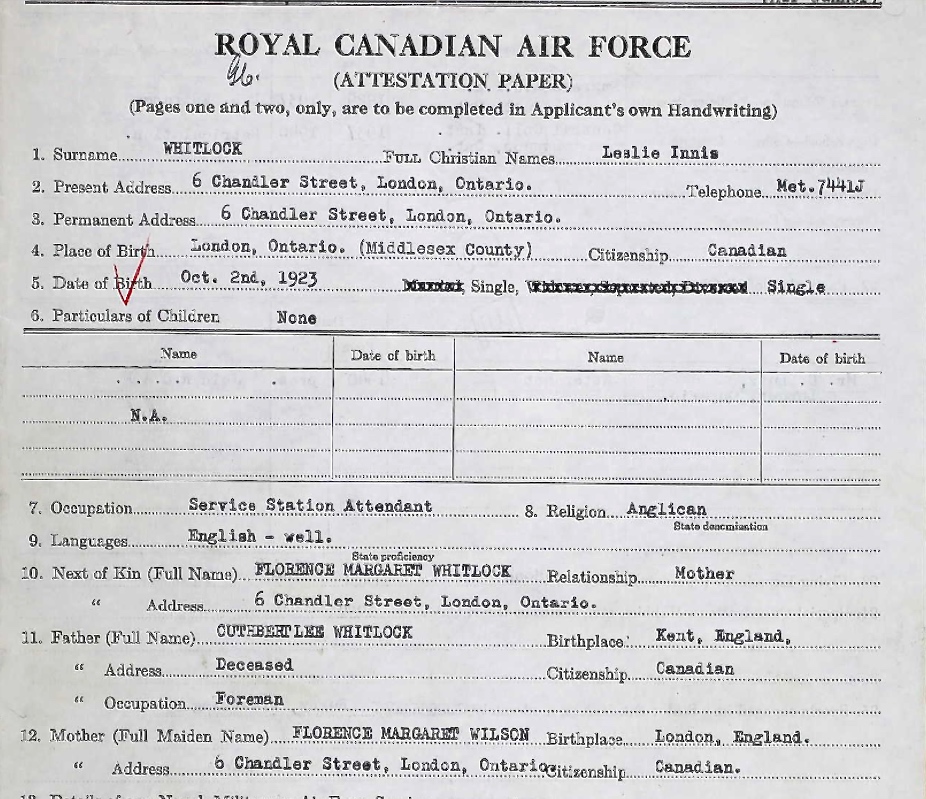 ROYAL CANADIAN AIR FORCE
(ATTESTATION PAPER)
(Pages one and two, only, are to be completed in Applicant's own Handwriting)
1. Surname WHITLOCK FULL Christian Names Leslie Innis
2. Present Address 6 Chandler Street, London, Ontario. Telephone Met.7441J
3. Permanent Address 6 Chandler Street, London, Ontario.
4. Place of Birth London, Ontario. (Middlesex County) Citizenship Canadian
5. Date of Birth Oct. 2nd, 1923 Single, Single
6. Particulars of Children None
Name Date of birth Name Date of birth
N.A.
7. Occupation Service Station Attendant 8. Religion Anglican
State denomination
9. Languages English - well.
State proficiency
10. Next of Kin (Full Name) FLORENCE MARGARET WHITLOCK Relationship Mother
" Address 6 Chandler Street, London, Ontario.
11. Father (Full Name) CUTHBERT LEE WHITLOCK Birthplace Kent, England.
" Address Deceased Citizenship Canadian
" Occupation Foreman
12. Mother (Full Maiden Name) FLORENCE MARGARET WILSON Birthplace London, England.
" Address 6 Chandler Street, London, Ontario Citizenship Canadian.